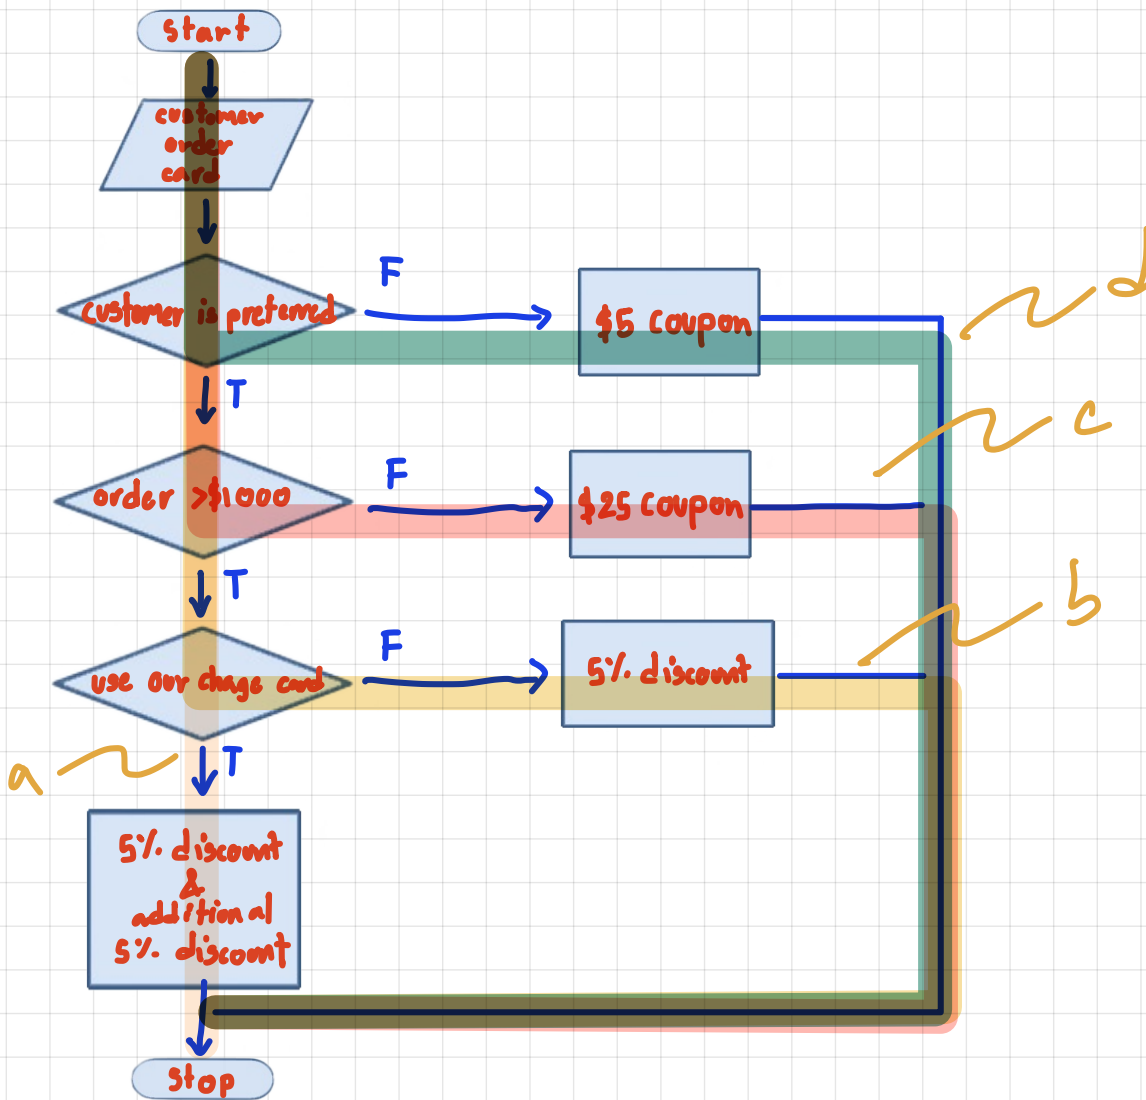 start
customer
order
card
customer is preferred
F
$5 coupon
d
T
order >$1000
F
$25 coupon
c
T
use our chage card
F
5% discount
b
a
T
5% discount
&
additional
5% discount
stop